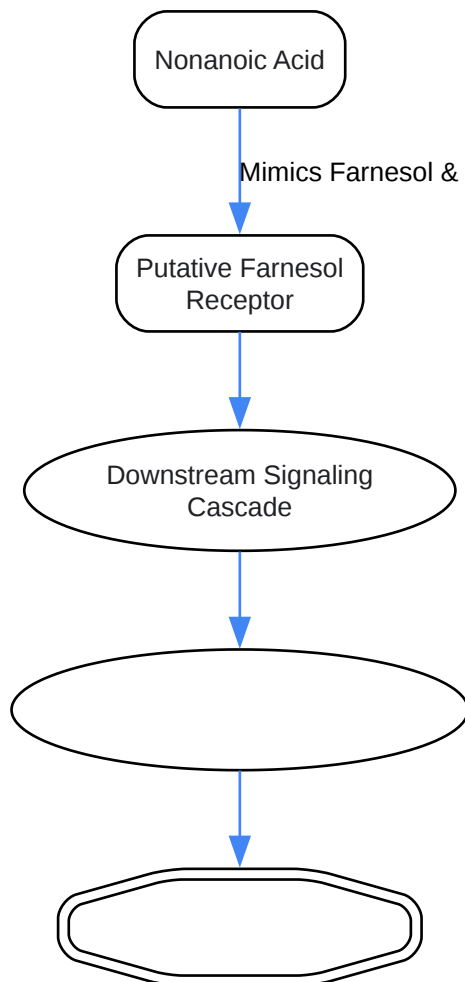 Nonanoic Acid
Mimics Farnesol &
Putative Farnesol
Receptor
Downstream Signaling
Cascade